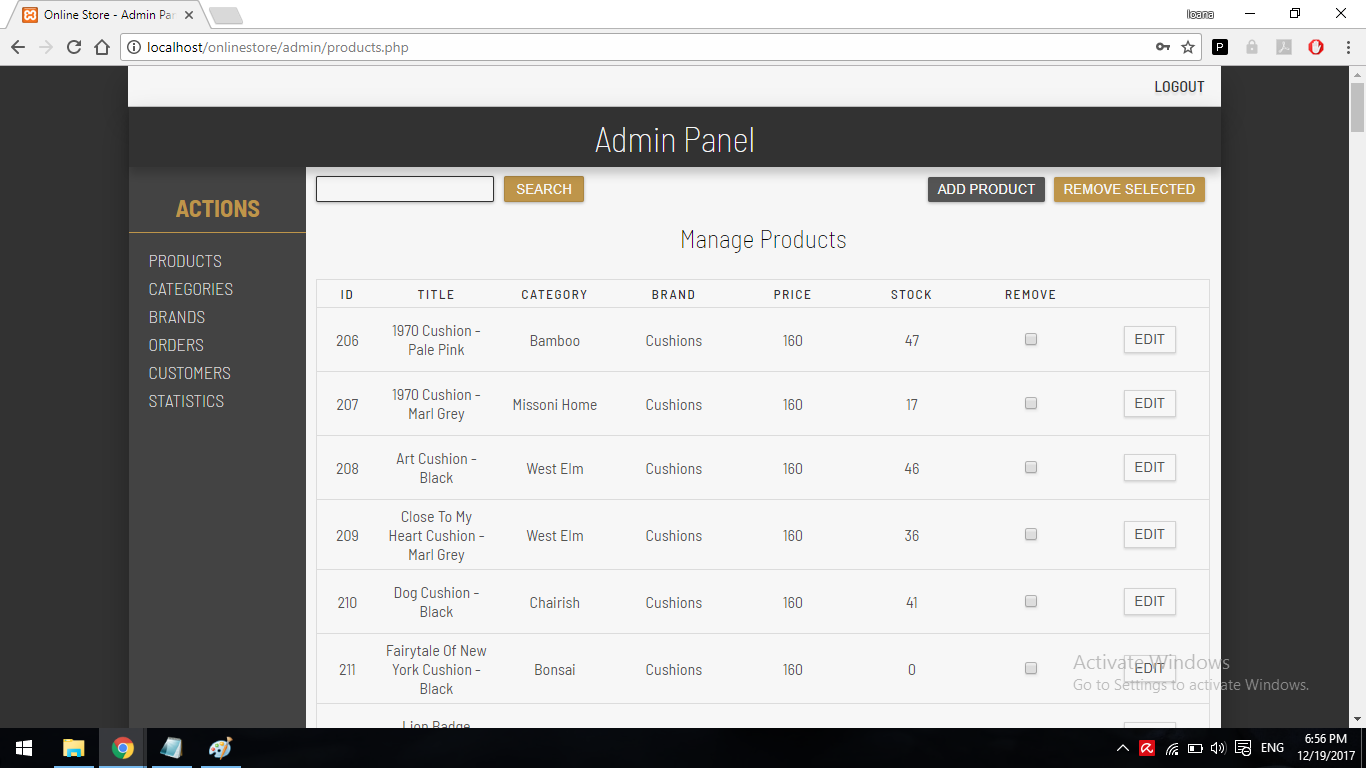 Online Store - Admin Par
Ioana
localhost/onlinestore/admin/products.php
LOGOUT
Admin Panel
SEARCH
ADD PRODUCT
REMOVE SELECTED
ACTIONS
PRODUCTS
CATEGORIES
BRANDS
ORDERS
CUSTOMERS
STATISTICS
Manage Products
ID TITLE CATEGORY BRAND PRICE STOCK REMOVE
206 1970 Cushion - Pale Pink Bamboo Cushions 160 47 EDIT
207 1970 Cushion - Marl Grey Missoni Home Cushions 160 17 EDIT
208 Art Cushion - Black West Elm Cushions 160 46 EDIT
209 Close To My Heart Cushion - Marl Grey West Elm Cushions 160 36 EDIT
210 Dog Cushion - Black Chairish Cushions 160 41 EDIT
211 Fairytale Of New York Cushion - Black Bonsai Cushions 160 0 EDIT
Lion Badge
Activate Windows
Go to Settings to activate Windows.
ENG
6:56 PM
12/19/2017